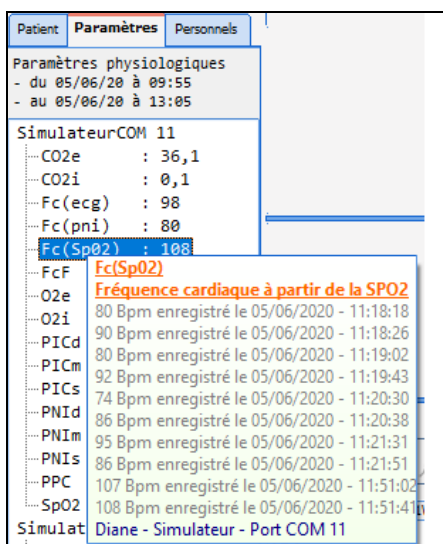 Patient Paramètres Personnels
Paramètres physiologiques
- du 05/06/20 à 09:55
- au 05/06/20 à 13:05
SimulateurCOM 11
CO2e : 36,1
CO2i : 0,1
Fc(ecg) : 98
Fc(pni) : 80
Fc(Sp02) : 108
FcF
O2e
O2i
PICd
PICm
PICs
PNId
PNIm
PNIs
PPC
SpO2
Simulat
Fc(Sp02)
Fréquence cardiaque à partir de la SPO2
80 Bpm enregistré le 05/06/2020 - 11:18:18
90 Bpm enregistré le 05/06/2020 - 11:18:26
80 Bpm enregistré le 05/06/2020 - 11:19:02
92 Bpm enregistré le 05/06/2020 - 11:19:43
74 Bpm enregistré le 05/06/2020 - 11:20:30
86 Bpm enregistré le 05/06/2020 - 11:20:38
95 Bpm enregistré le 05/06/2020 - 11:21:31
86 Bpm enregistré le 05/06/2020 - 11:21:51
107 Bpm enregistré le 05/06/2020 - 11:51:02
108 Bpm enregistré le 05/06/2020 - 11:51:41
Diane - Simulateur - Port COM 11